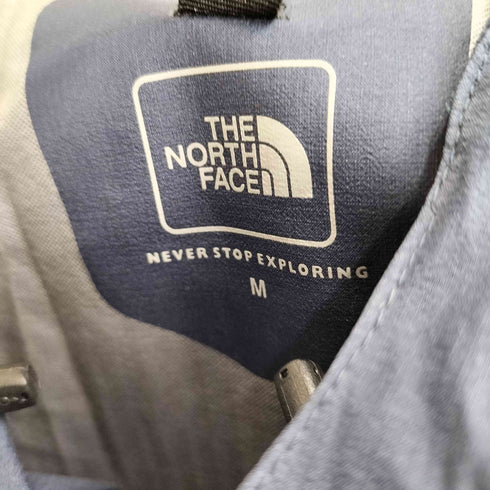 THE
NORTH
FACE
NEVER STOP EXPLORING
M